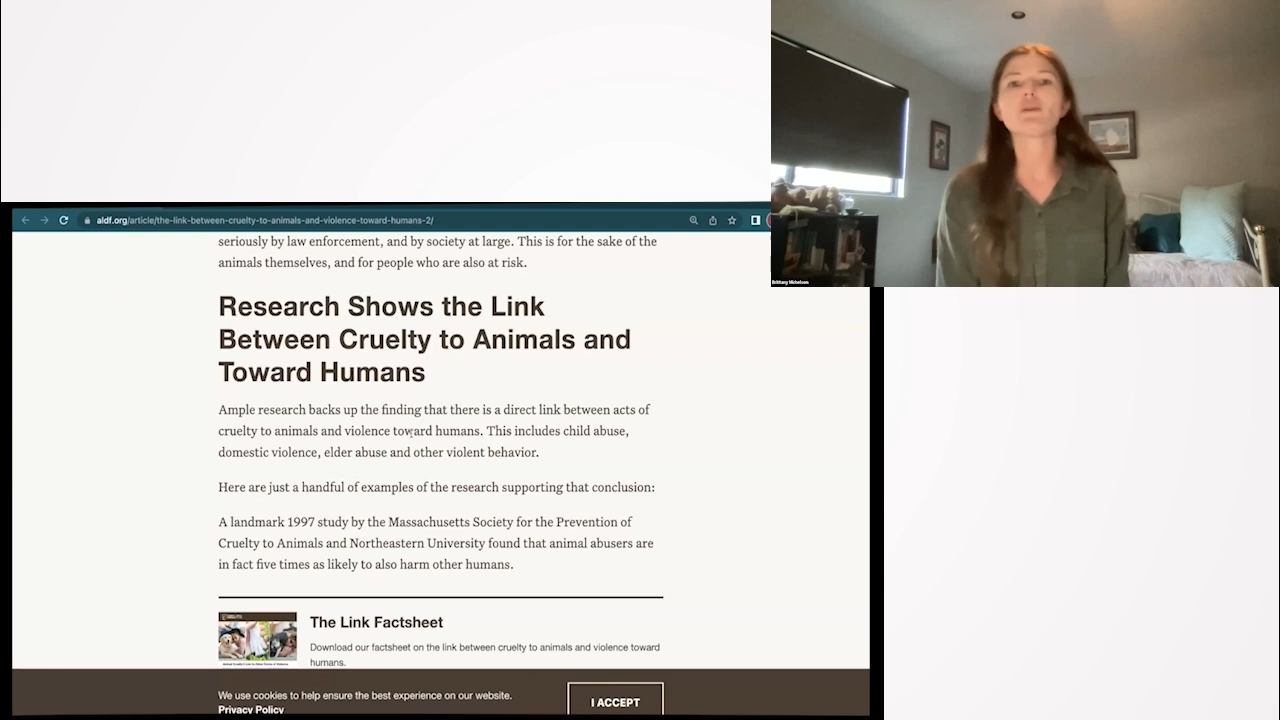 Brittany Michelson
aldf.org/article/the-link-between-cruelty-to-animals-and-violence-toward-humans-2/
seriously by law enforcement, and by society at large. This is for the sake of the
animals themselves, and for people who are also at risk.
Research Shows the Link
Between Cruelty to Animals and
Toward Humans
Ample research backs up the finding that there is a direct link between acts of
cruelty to animals and violence toward humans. This includes child abuse,
domestic violence, elder abuse and other violent behavior.
Here are just a handful of examples of the research supporting that conclusion:
A landmark 1997 study by the Massachusetts Society for the Prevention of
Cruelty to Animals and Northeastern University found that animal abusers are
in fact five times as likely to also harm other humans.
The Link Factsheet
Download our factsheet on the link between cruelty to animals and violence toward
humans.
We use cookies to help ensure the best experience on our website.
Privacy Policy
I ACCEPT